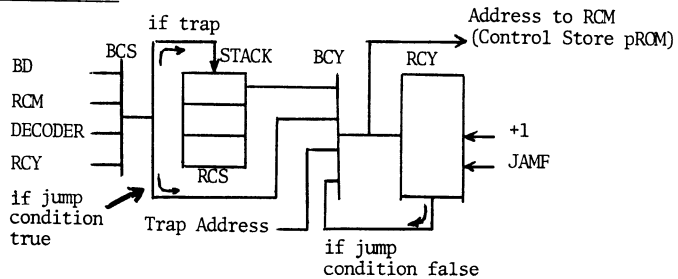 Address to RCM
(Control Store pROM)
if trap
BCS
STACK
BCY
RCY
BD
RCM
DECODER
RCY
+1
JAMF
RCS
if jump
condition
true
Trap Address
if jump
condition false